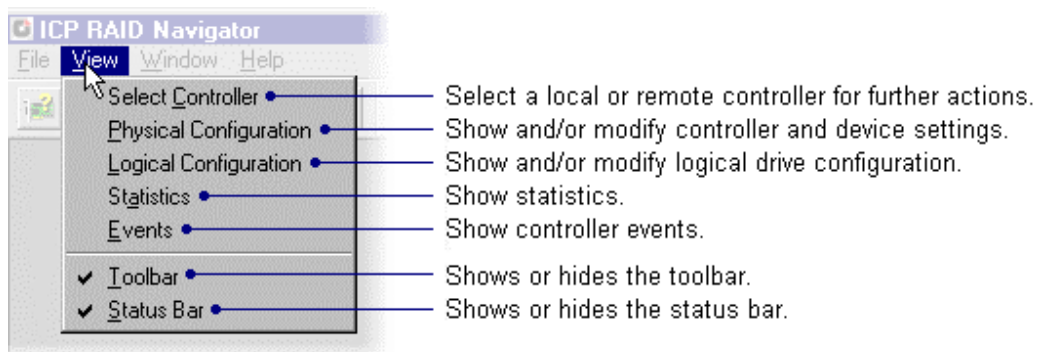 ICP RAID Navigator
File View Window Help
Select Controller Select a local or remote controller for further actions.
Physical Configuration Show and/or modify controller and device settings.
Logical Configuration Show and/or modify logical drive configuration.
Statistics Show statistics.
Events Show controller events.
Toolbar Shows or hides the toolbar.
Status Bar Shows or hides the status bar.